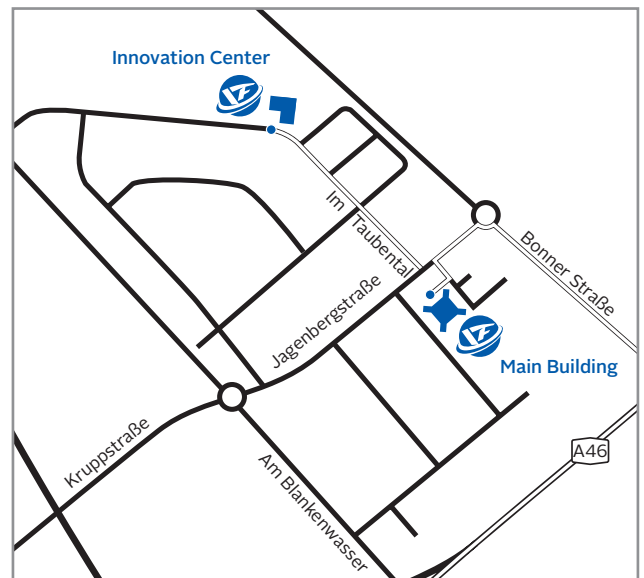 Innovation Center
Im Taubental
Bonner Straße
Jagenbergstraße
Main Building
A46
Kruppstraße
Am Blankenwasser